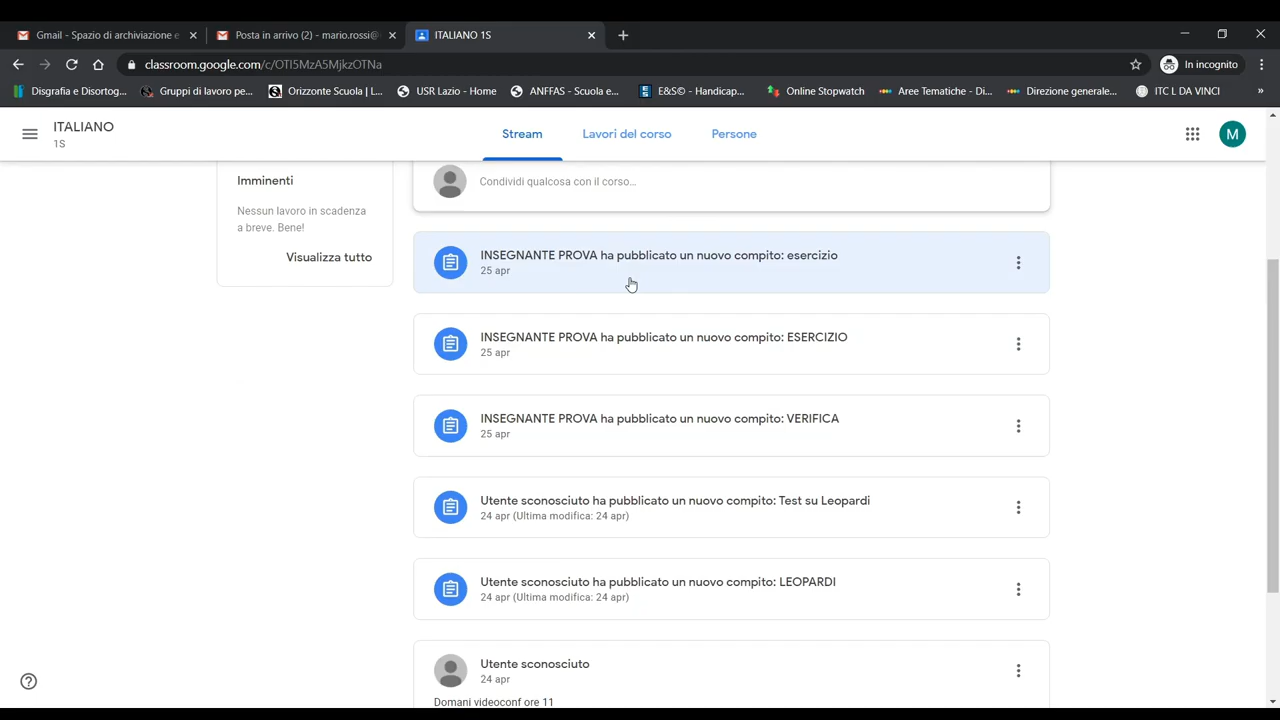 Gmail - Spazio di archiviazione e
Posta in arrivo (2) - mario.rossi@
ITALIANO 1S
classroom.google.com/c/OTI5MzA5MjkzOTNa
In incognito
Disgrafia e Disortog...
Gruppi di lavoro pe...
Orizzonte Scuola | L...
USR Lazio - Home
ANFFAS - Scuola e...
E&S© - Handicap...
Online Stopwatch
Aree Tematiche - Di...
Direzione generale...
ITC L DA VINCI
»
ITALIANO
1S
Stream
Lavori del corso
Persone
M
Imminenti
Nessun lavoro in scadenza
a breve. Bene!
Visualizza tutto
Condividi qualcosa con il corso...
INSEGNANTE PROVA ha pubblicato un nuovo compito: esercizio
25 apr
INSEGNANTE PROVA ha pubblicato un nuovo compito: ESERCIZIO
25 apr
INSEGNANTE PROVA ha pubblicato un nuovo compito: VERIFICA
25 apr
Utente sconosciuto ha pubblicato un nuovo compito: Test su Leopardi
24 apr (Ultima modifica: 24 apr)
Utente sconosciuto ha pubblicato un nuovo compito: LEOPARDI
24 apr (Ultima modifica: 24 apr)
Utente sconosciuto
24 apr
Domani videoconf ore 11